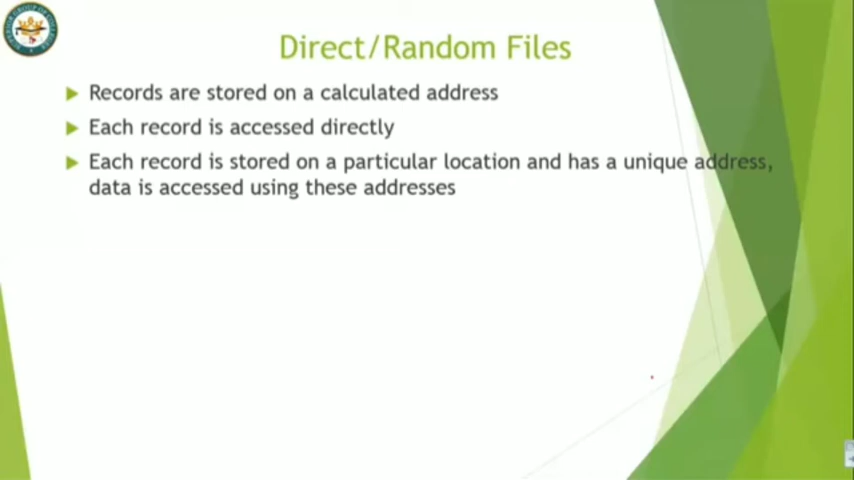 Direct/Random Files
Records are stored on a calculated address
Each record is accessed directly
Each record is stored on a particular location and has a unique address,
data is accessed using these addresses